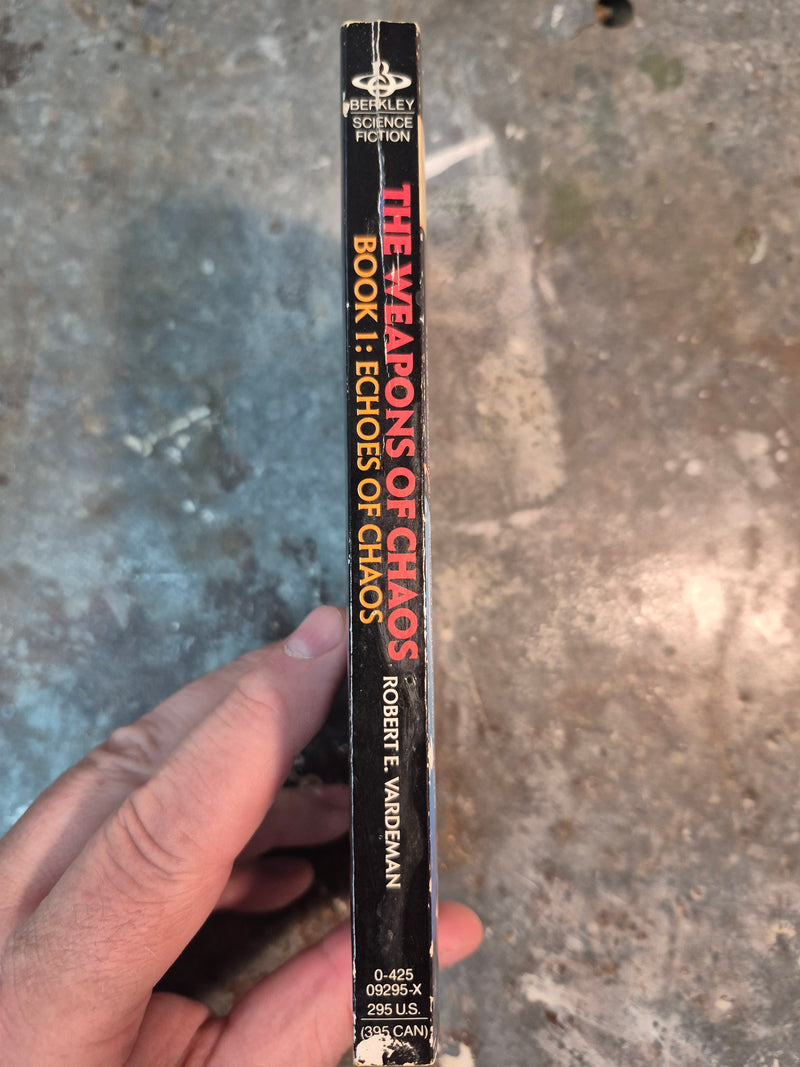 BERKLEY
SCIENCE
FICTION
THE WEAPONS OF CHAOS
BOOK 1: ECHOES OF CHAOS
ROBERT E. VARDEMAN
0-425
09295-X
295 U.S.
(395 CAN)